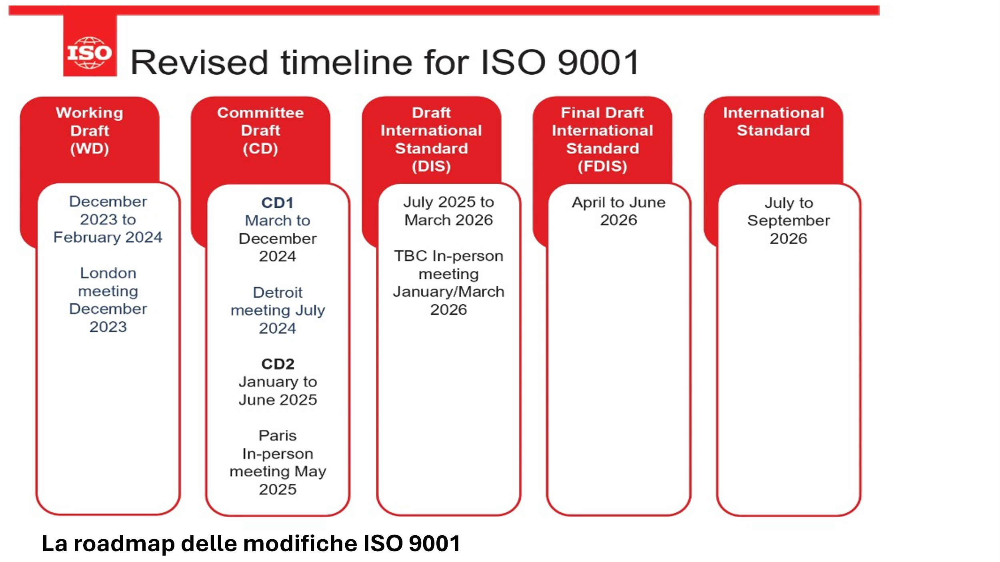 ISO
Revised timeline for ISO 9001
Working
Draft
(WD)
December
2023 to
February 2024
London
meeting
December
2023
Committee
Draft
(CD)
CD1
March to
December
2024
Detroit
meeting July
2024
CD2
January to
June 2025
Paris
In-person
meeting May
2025
Draft
International
Standard
(DIS)
July 2025 to
March 2026
TBC In-person
meeting
January/March
2026
Final Draft
International
Standard
(FDIS)
April to June
2026
International
Standard
July to
September
2026
La roadmap delle modifiche ISO 9001